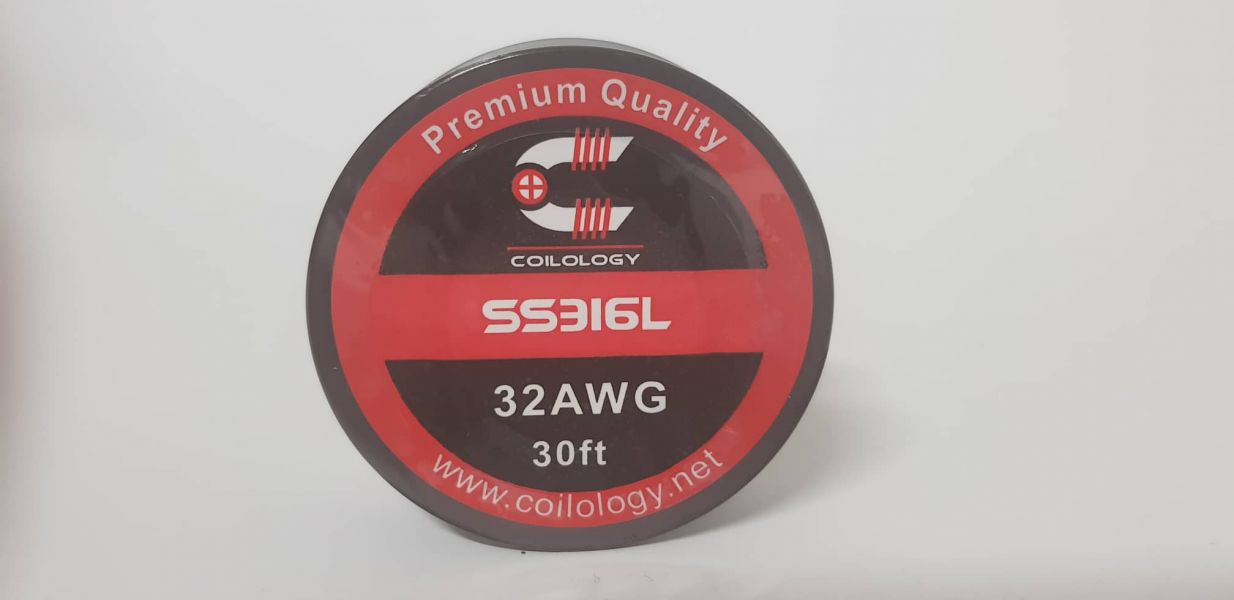 Premium Quality
COILOLOGY
SS316L
32AWG
30ft
www.coilology.net